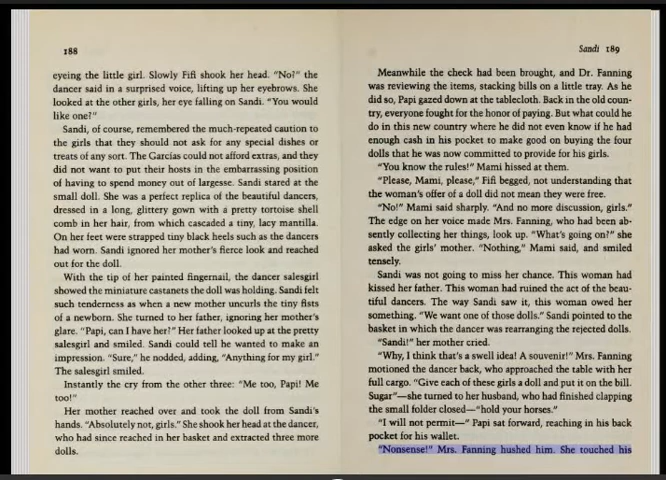 188
eyeing the little girl. Slowly Fifi shook her head. "No?" the
dancer said in a surprised voice, lifting up her eyebrows. She
looked at the other girls, her eye falling on Sandi. "You would
like one?"
Sandi, of course, remembered the much-repeated caution to
the girls that they should not ask for any special dishes or
treats of any sort. The Garcías could not afford extras, and they
did not want to put their hosts in the embarrassing position
of having to spend money out of largesse. Sandi stared at the
small doll. She was a perfect replica of the beautiful dancers,
dressed in a long, glittery gown with a pretty tortoise shell
comb in her hair, from which cascaded a tiny, lacy mantilla.
On her feet were strapped tiny black heels such as the dancers
had worn. Sandi ignored her mother's fierce look and reached
out for the doll.
With the tip of her painted fingernail, the dancer salesgirl
showed the miniature castanets the doll was holding. Sandi felt
such tenderness as when a new mother uncurls the tiny fists
of a newborn. She turned to her father, ignoring her mother's
glare. "Papi, can I have her?" Her father looked up at the pretty
salesgirl and smiled. Sandi could tell he wanted to make an
impression. "Sure," he nodded, adding, "Anything for my girl."
The salesgirl smiled.
Instantly the cry from the other three: "Me too, Papi! Me
too!"
Her mother reached over and took the doll from Sandi's
hands. "Absolutely not, girls." She shook her head at the dancer,
who had since reached in her basket and extracted three more
dolls.
Sandi 189
Meanwhile the check had been brought, and Dr. Fanning
was reviewing the items, stacking bills on a little tray. As he
did so, Papi gazed down at the tablecloth. Back in the old coun-
try, everyone fought for the honor of paying. But what could he
do in this new country where he did not even know if he had
enough cash in his pocket to make good on buying the four
dolls that he was now committed to provide for his girls.
"You know the rules!" Mami hissed at them.
"Please, Mami, please," Fifi begged, not understanding that
the woman's offer of a doll did not mean they were free.
"No!" Mami said sharply. "And no more discussion, girls."
The edge on her voice made Mrs. Fanning, who had been ab-
sently collecting her things, look up. "What's going on?" she
asked the girls' mother. "Nothing," Mami said, and smiled
tensely.
Sandi was not going to miss her chance. This woman had
kissed her father. This woman had ruined the act of the beau-
tiful dancers. The way Sandi saw it, this woman owed her
something. "We want one of those dolls." Sandi pointed to the
basket in which the dancer was rearranging the rejected dolls.
"Sandi!" her mother cried.
"Why, I think that's a swell idea! A souvenir!" Mrs. Fanning
motioned the dancer back, who approached the table with her
full cargo. "Give each of these girls a doll and put it on the bill.
Sugar"—she turned to her husband, who had finished clapping
the small folder closed—"hold your horses."
"I will not permit—" Papi sat forward, reaching in his back
pocket for his wallet.
"Nonsense!" Mrs. Fanning hushed him. She touched his